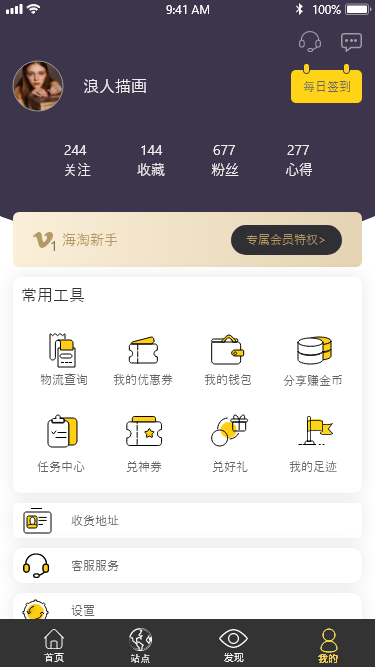 9:41 AM 100%
浪人描画 每日签到
244 144 677 277
关注 收藏 粉丝 心得
V1 海淘新手 专属会员特权>
常用工具
物流查询 我的优惠券 我的钱包 分享赚金币
任务中心 兑神券 兑好礼 我的足迹
收货地址
客服服务
设置
首页 站点 发现 我的